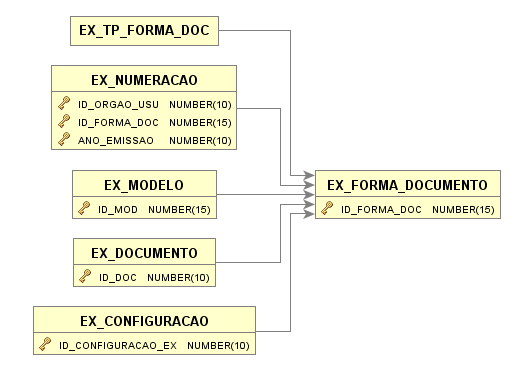 EX_TP_FORMA_DOC
EX_NUMERACAO
ID_ORGAO_USU NUMBER(10)
ID_FORMA_DOC NUMBER(15)
ANO_EMISSAO NUMBER(10)
EX_MODELO
ID_MOD NUMBER(15)
EX_DOCUMENTO
ID_DOC NUMBER(10)
EX_CONFIGURACAO
ID_CONFIGURACAO_EX NUMBER(10)
EX_FORMA_DOCUMENTO
ID_FORMA_DOC NUMBER(15)